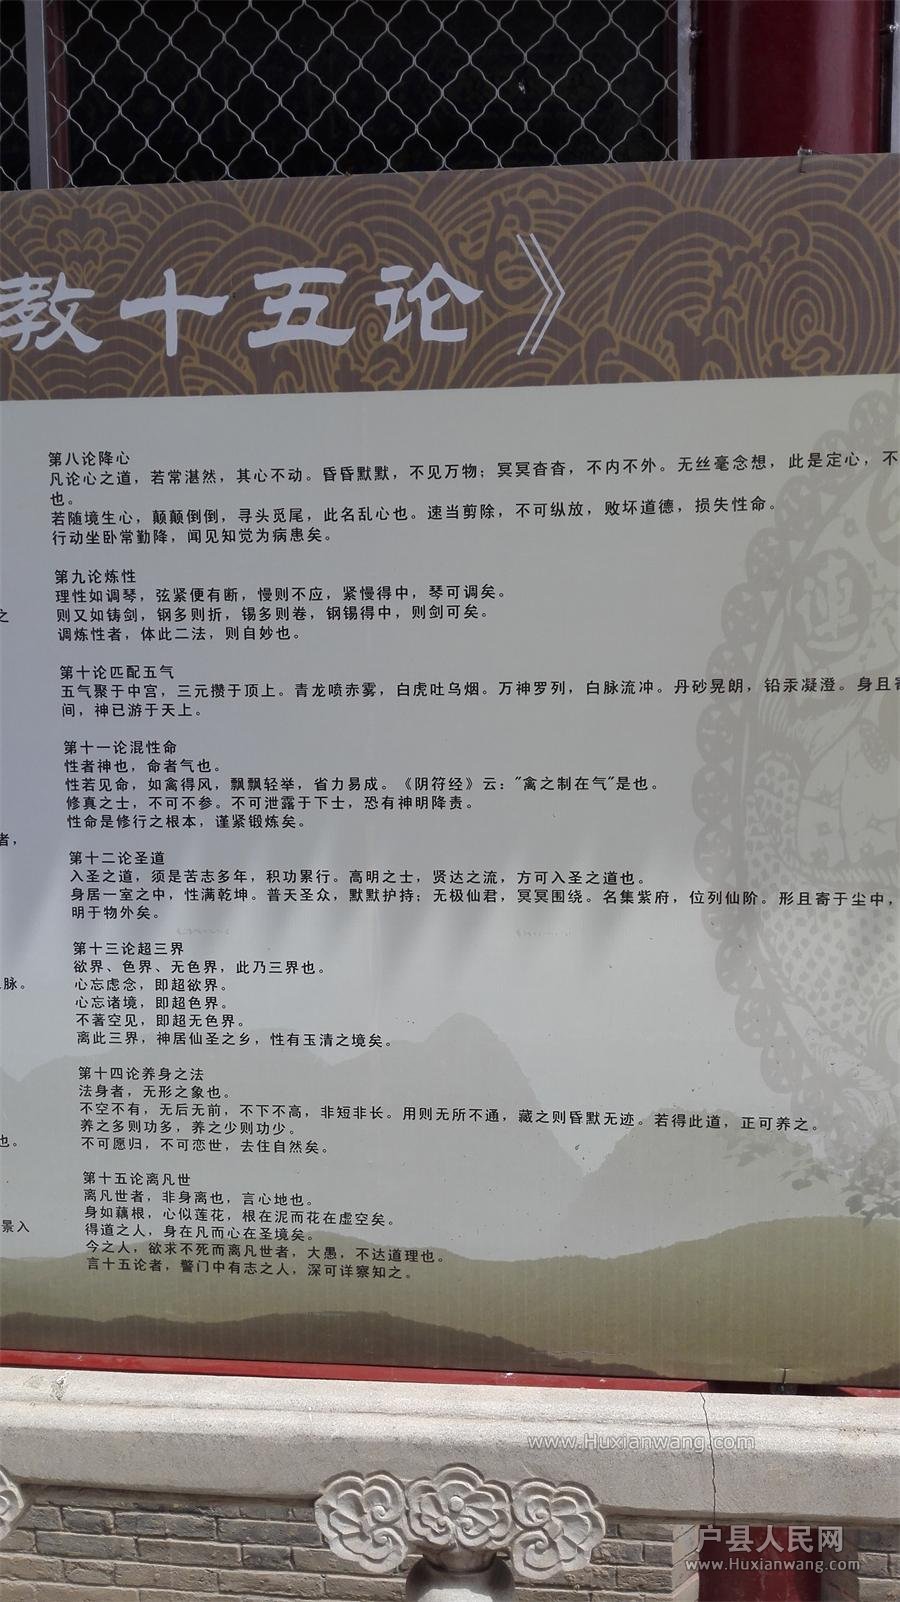 教十五论》
第八论降心
凡论心之道，若常湛然，其心不动。昏昏默默，不见万物；冥冥杳杳，不内不外。无丝毫念想，此是定心，不
也。
若随境生心，颠颠倒倒，寻头觅尾，此名乱心也。速当剪除，不可纵放，败坏道德，损失性命。
行动坐卧常勤降，闻见知觉为病患矣。
第九论炼性
理性如调琴，弦紧便有断，慢则不应，紧慢得中，琴可调矣。
之
则又如铸剑，钢多则折，锡多则卷，钢锡得中，则剑可矣。
调炼性者，体此二法，则自妙也。
第十论匹配五气
五气聚于中宫，三元攒于顶上。青龙喷赤雾，白虎吐乌烟。万神罗列，白脉流冲。丹砂晃朗，铅汞凝澄。身且寄
间，神已游于天上。
第十一论混性命
性者神也，命者气也。
性若见命，如禽得风，飘飘轻举，省力易成。《阴符经》云："禽之制在气"是也。
修真之士，不可不参。不可泄露于下士，恐有神明降责。
性命是修行之根本，谨紧锻炼矣。
者，
第十二论圣道
入圣之道，须是苦志多年，积功累行。高明之士，贤达之流，方可入圣之道也。
身居一室之中，性满乾坤。普天圣众，默默护持；无极仙君，冥冥围绕。名集紫府，位列仙阶。形且寄于尘中，
明于物外矣。
第十三论超三界
欲界、色界、无色界，此乃三界也。
脉。
心忘虑念，即超欲界。
心忘诸境，即超色界。
不著空见，即超无色界。
离此三界，神居仙圣之乡，性有玉清之境矣。
第十四论养身之法
法身者，无形之象也。
不空不有，无后无前，不下不高，非短非长。用则无所不通，藏之则昏默无迹。若得此道，正可养之。
养之多则功多，养之少则功少。
也。
不可愿归，不可恋世，去住自然矣。
第十五论离凡世
离凡世者，非身离也，言心地也。
身如藕根，心似莲花，根在泥而花在虚空矣。
景入
得道之人，身在凡而心在圣境矣。
今之人，欲求不死而离凡世者，大愚，不达道理也。
言十五论者，警门中有志之人，深可详察知之。
www.Huxianwang.com
户县人民网
www.Huxianwang.com